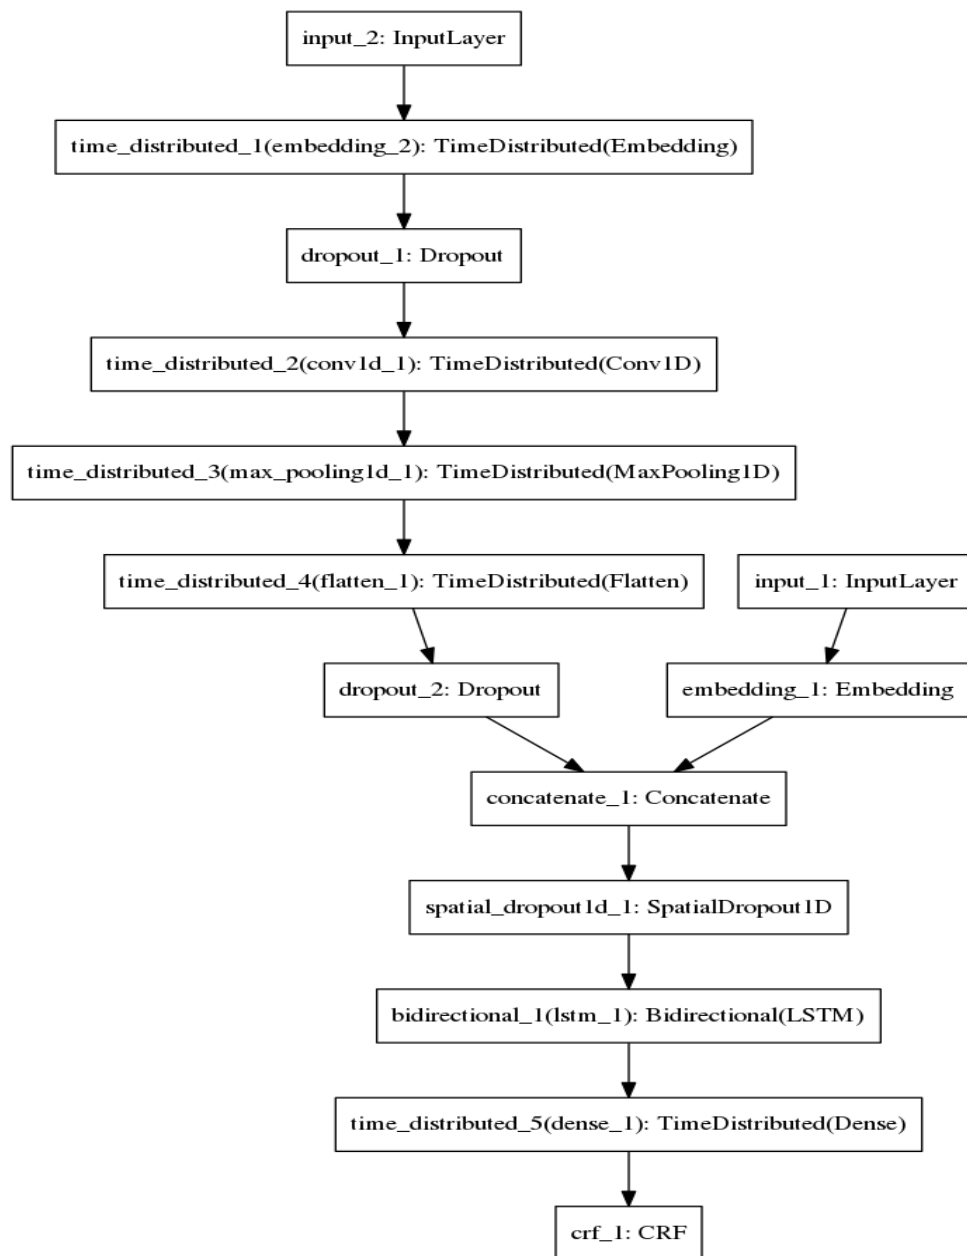 input_2: InputLayer
time_distributed_1(embedding_2): TimeDistributed(Embedding)
dropout_1: Dropout
time_distributed_2(conv1d_1): TimeDistributed(Conv1D)
time_distributed_3(max_pooling1d_1): TimeDistributed(MaxPooling1D)
time_distributed_4(flatten_1): TimeDistributed(Flatten)
input_1: InputLayer
dropout_2: Dropout
embedding_1: Embedding
concatenate_1: Concatenate
spatial_dropout1d_1: SpatialDropout1D
bidirectional_1(lstm_1): Bidirectional(LSTM)
time_distributed_5(dense_1): TimeDistributed(Dense)
crf_1: CRF